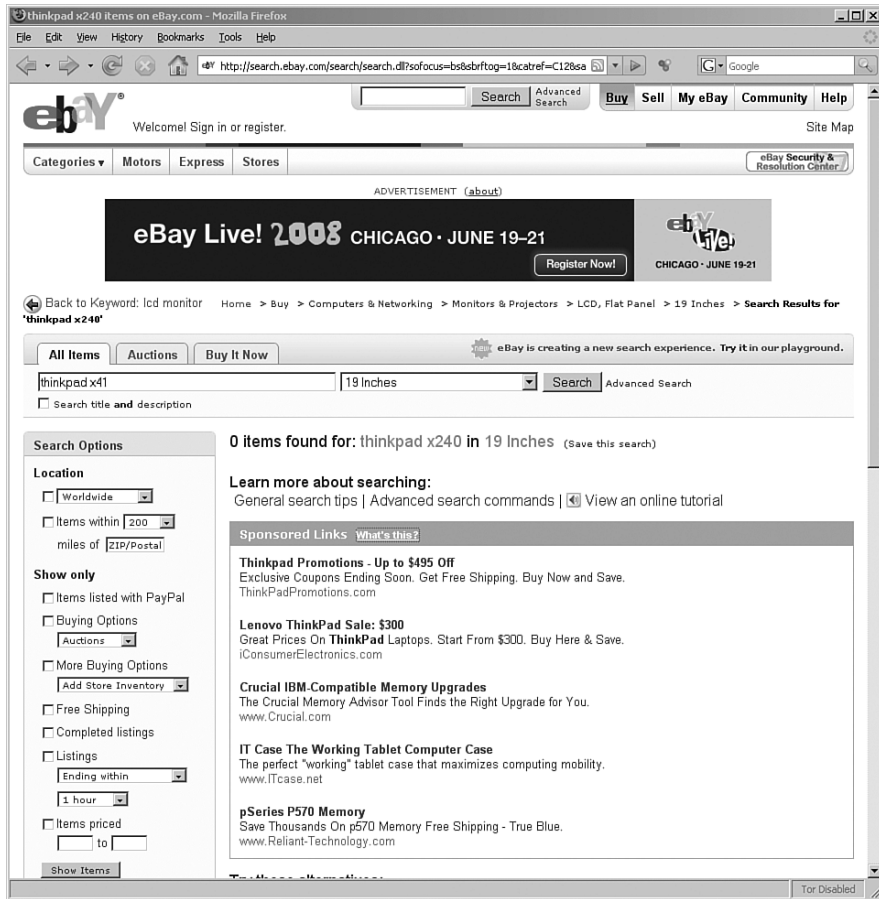 thinkpad x240 items on eBay.com - Mozilla Firefox
File Edit View History Bookmarks Tools Help
http://search.ebay.com/search/search.dll?sofocus=bs&sbrftog=1&catref=C12&sa
G Google
ebY®
Welcome! Sign in or register.
Search Advanced Search
Buy Sell My eBay Community Help
Site Map
Categories Motors Express Stores
eBay Security & Resolution Center
ADVERTISEMENT (about)
eBay Live! 2008 CHICAGO · JUNE 19–21
Register Now!
ebY Live!
CHICAGO · JUNE 19-21
Back to Keyword: lcd monitor Home > Buy > Computers & Networking > Monitors & Projectors > LCD, Flat Panel > 19 Inches > Search Results for
'thinkpad x240'
All Items Auctions Buy It Now
new eBay is creating a new search experience. Try it in our playground.
thinkpad x41 19 Inches Search Advanced Search
Search title and description
Search Options
Location
Worldwide
Items within 200
miles of ZIP/Postal
Show only
Items listed with PayPal
Buying Options
Auctions
More Buying Options
Add Store Inventory
Free Shipping
Completed listings
Listings
Ending within
1 hour
Items priced
to
Show Items
0 items found for: thinkpad x240 in 19 Inches (Save this search)
Learn more about searching:
General search tips | Advanced search commands | View an online tutorial
Sponsored Links What's this?
Thinkpad Promotions - Up to $495 Off
Exclusive Coupons Ending Soon. Get Free Shipping. Buy Now and Save.
ThinkPadPromotions.com
Lenovo ThinkPad Sale: $300
Great Prices On ThinkPad Laptops. Start From $300. Buy Here & Save.
iConsumerElectronics.com
Crucial IBM-Compatible Memory Upgrades
The Crucial Memory Advisor Tool Finds the Right Upgrade for You.
www.Crucial.com
IT Case The Working Tablet Computer Case
The perfect "working" tablet case that maximizes computing mobility.
www.ITcase.net
pSeries P570 Memory
Save Thousands On p570 Memory Free Shipping - True Blue.
www.Reliant-Technology.com
Try these alternatives:
Tor Disabled